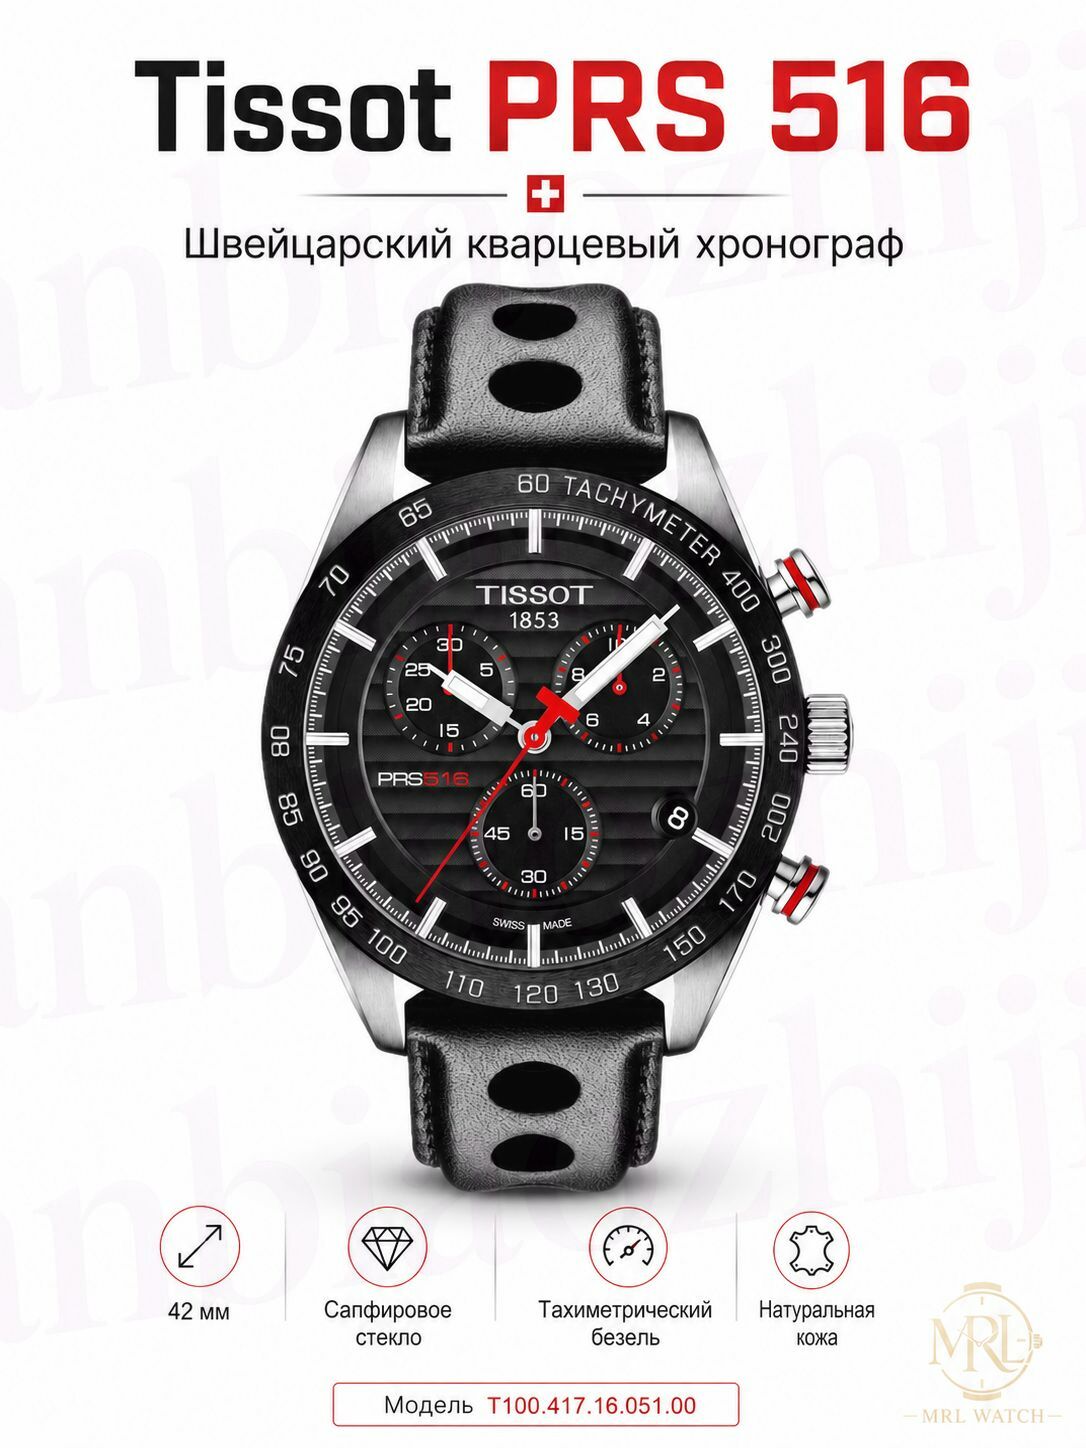 Tissot PRS 516
Швейцарский кварцевый хронограф
60 TACHYMETER 400 300 240 200 170 150 130 120 110 100 95 90 85 80 75 70 65
TISSOT
1853
30 5 15 20 25
10 2 4 6 8
PRS516
60 15 30 45
8
SWISS MADE
42 мм
Сапфировое
стекло
Тахиметрический
безель
Натуральная
кожа
Модель T100.417.16.051.00
MRL
MRL WATCH